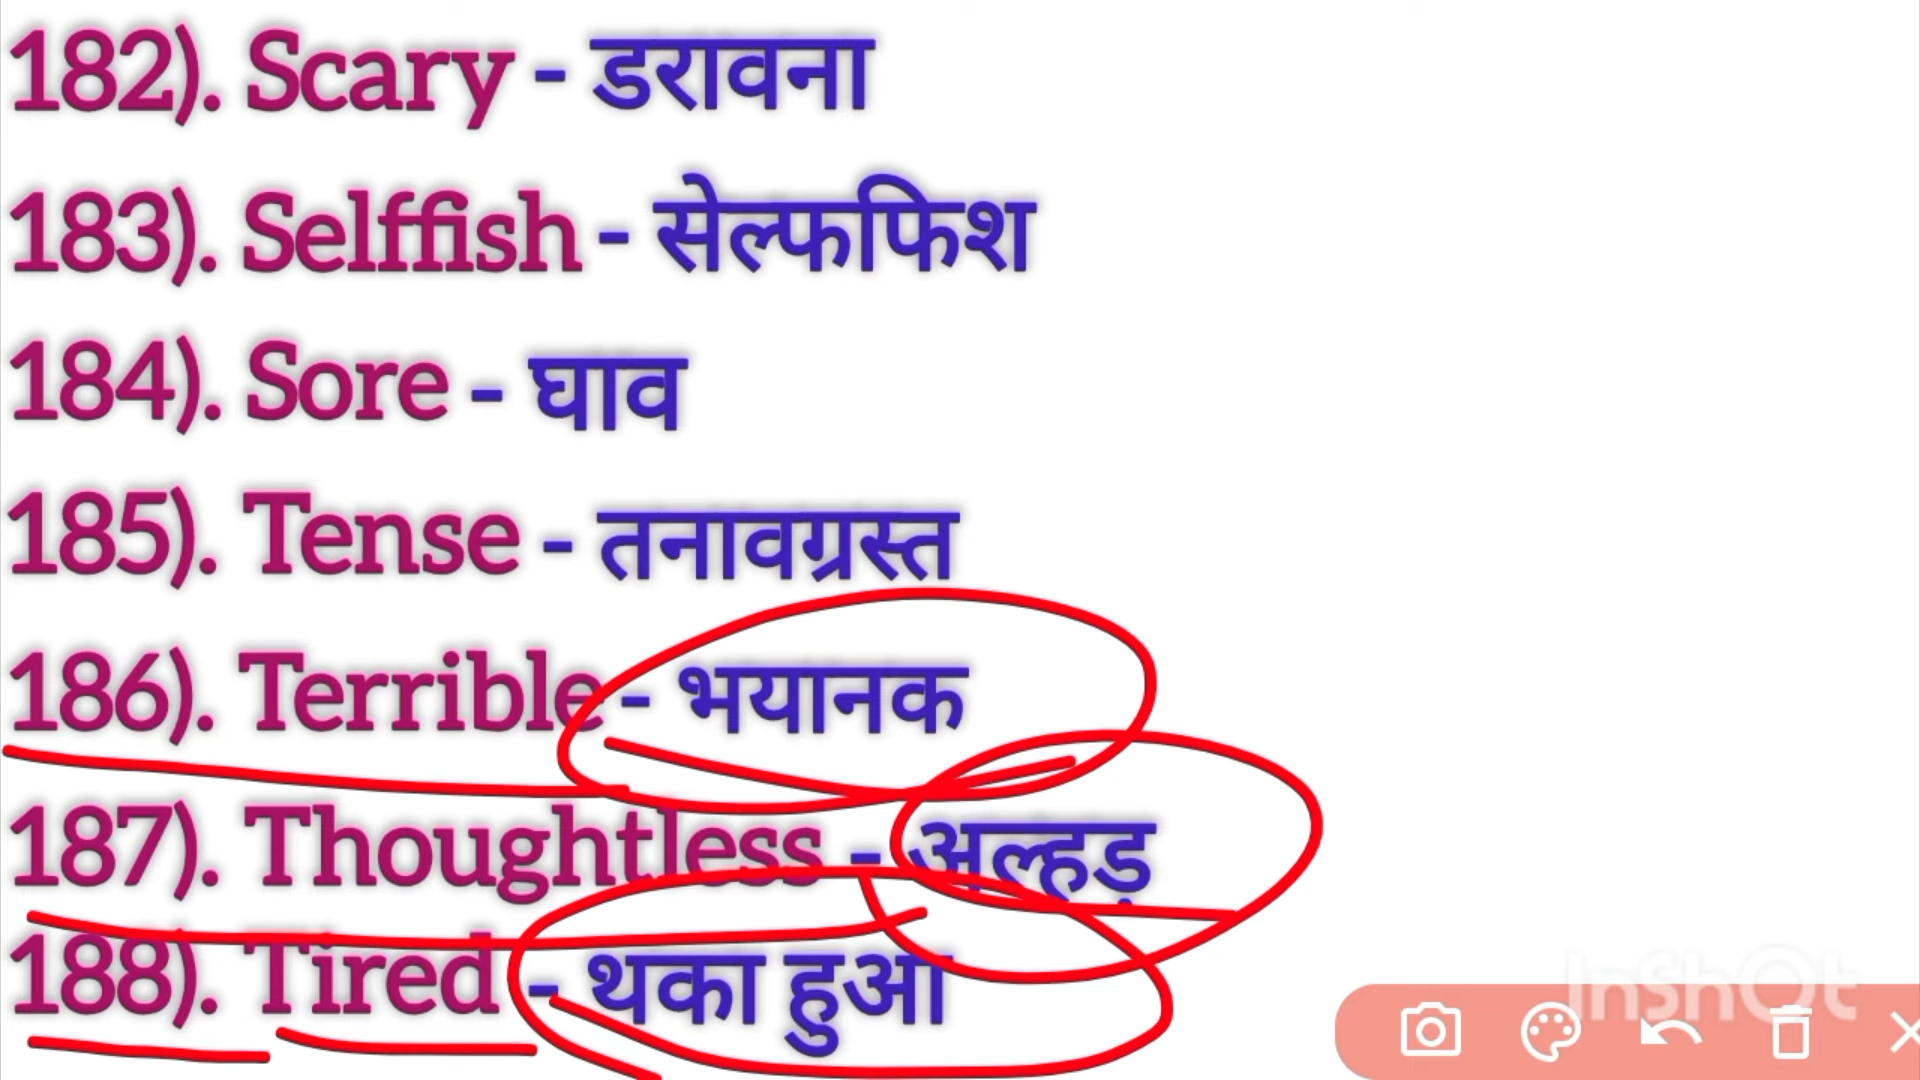 182). Scary - डरावना
183). Selffish - सेल्फफिश
184). Sore - घाव
185). Tense - तनावग्रस्त
186). Terrible - भयानक
187). Thoughtless - अल्हड़
188). Tired - थका हुआ
InShOt